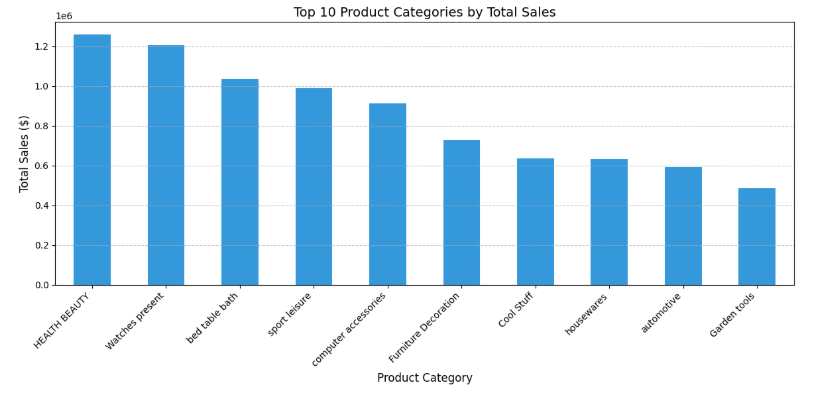 Top 10 Product Categories by Total Sales
1e6
Total Sales ($)
1.2
1.0
0.8
0.6
0.4
0.2
0.0
HEALTH BEAUTY
Watches present
bed table bath
sport leisure
computer accessories
Furniture Decoration
Cool Stuff
housewares
automotive
Garden tools
Product Category